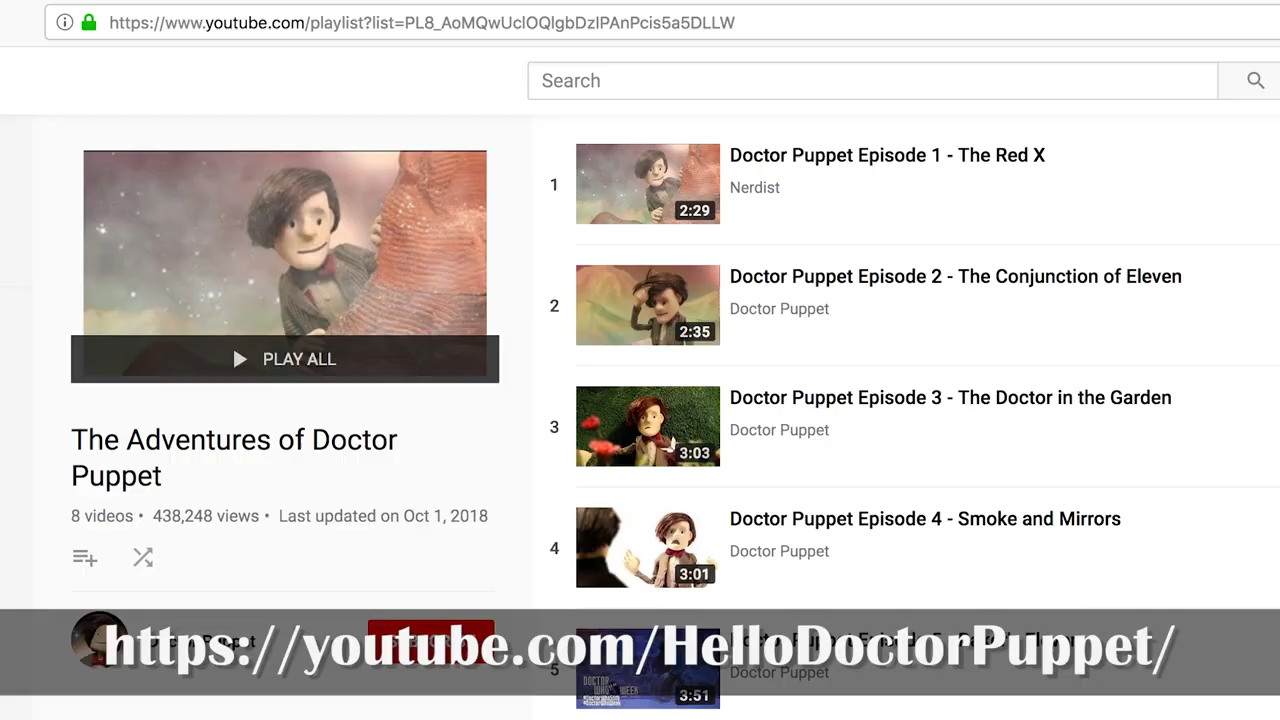 https://www.youtube.com/playlist?list=PL8_AoMQwUclOQlgbDzlPAnPcis5a5DLLW
Search
PLAY ALL
The Adventures of Doctor
Puppet
8 videos • 438,248 views • Last updated on Oct 1, 2018
1
2:29
Doctor Puppet Episode 1 - The Red X
Nerdist
2
2:35
Doctor Puppet Episode 2 - The Conjunction of Eleven
Doctor Puppet
3
3:03
Doctor Puppet Episode 3 - The Doctor in the Garden
Doctor Puppet
4
3:01
Doctor Puppet Episode 4 - Smoke and Mirrors
Doctor Puppet
https://youtube.com/HelloDoctorPuppet/
5
DOCTOR
WHO WEEK
3:51
Doctor Puppet